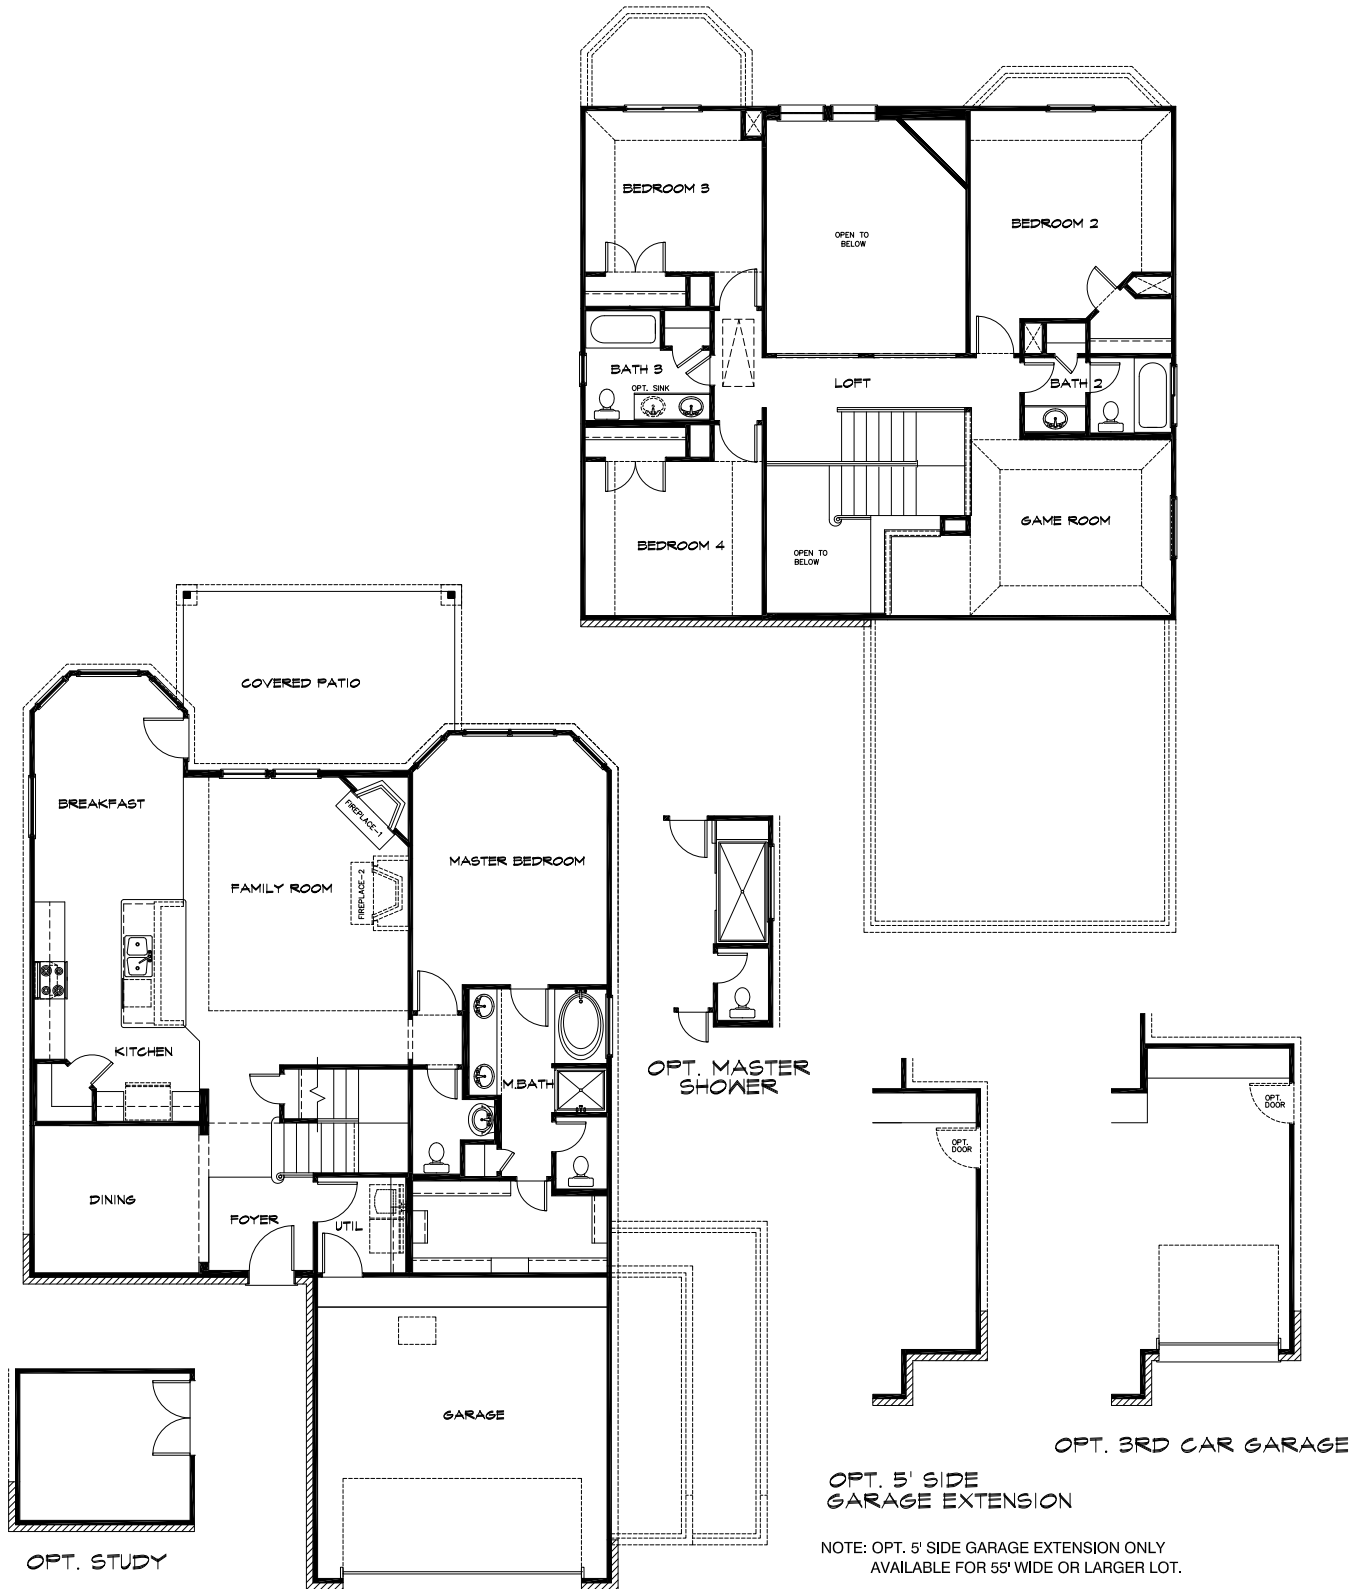 BEDROOM 3
BEDROOM 2
OPEN TO
BELOW
BATH 3
OPT. SINK
LOFT
BATH 2
GAME ROOM
BEDROOM 4
OPEN TO
BELOW
COVERED PATIO
BREAKFAST
FIREPLACE-1
MASTER BEDROOM
FAMILY ROOM
FIREPLACE-2
KITCHEN
M.BATH
OPT. MASTER
SHOWER
OPT.
DOOR
OPT.
DOOR
DINING
FOYER
UTIL
GARAGE
OPT. 3RD CAR GARAGE
OPT. 5' SIDE
GARAGE EXTENSION
OPT. STUDY
NOTE: OPT. 5' SIDE GARAGE EXTENSION ONLY
AVAILABLE FOR 55' WIDE OR LARGER LOT.